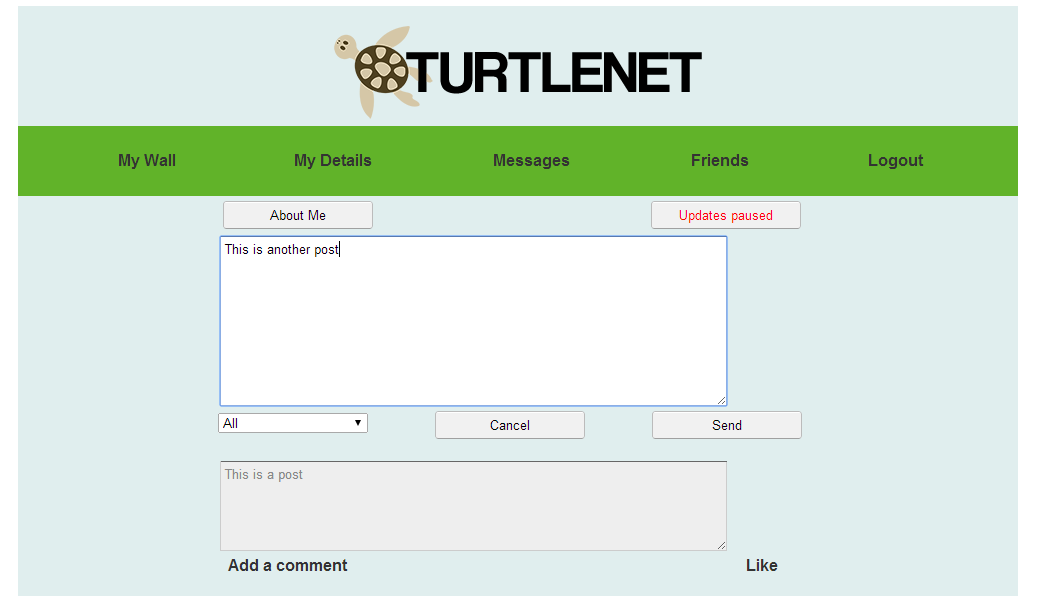 TURTLENET
My Wall My Details Messages Friends Logout
About Me Updates paused
This is another post
All Cancel Send
This is a post
Add a comment Like